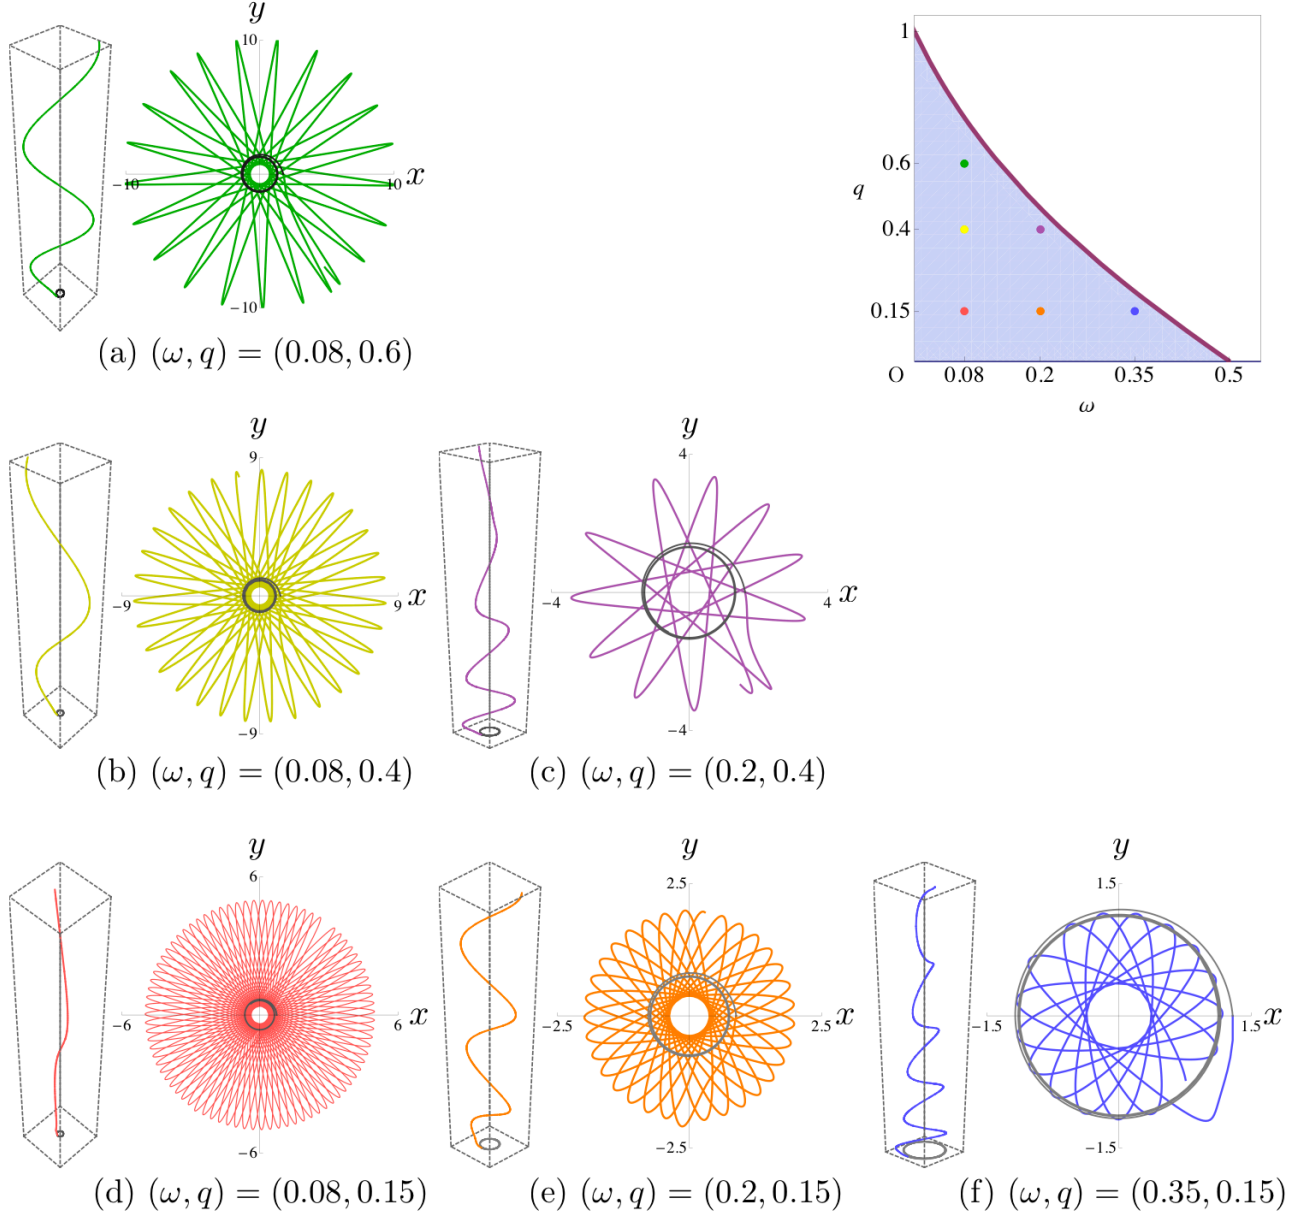 y
10
-10
10
x
-10
(a) (ω, q) = (0.08, 0.6)
1
0.6
q
0.4
0.15
O
0.08
0.2
0.35
0.5
ω
y
9
-9
9
x
-9
(b) (ω, q) = (0.08, 0.4)
y
4
-4
4
x
-4
(c) (ω, q) = (0.2, 0.4)
y
6
-6
6
x
-6
(d) (ω, q) = (0.08, 0.15)
y
2.5
-2.5
2.5
x
-2.5
(e) (ω, q) = (0.2, 0.15)
y
1.5
-1.5
1.5
x
-1.5
(f) (ω, q) = (0.35, 0.15)